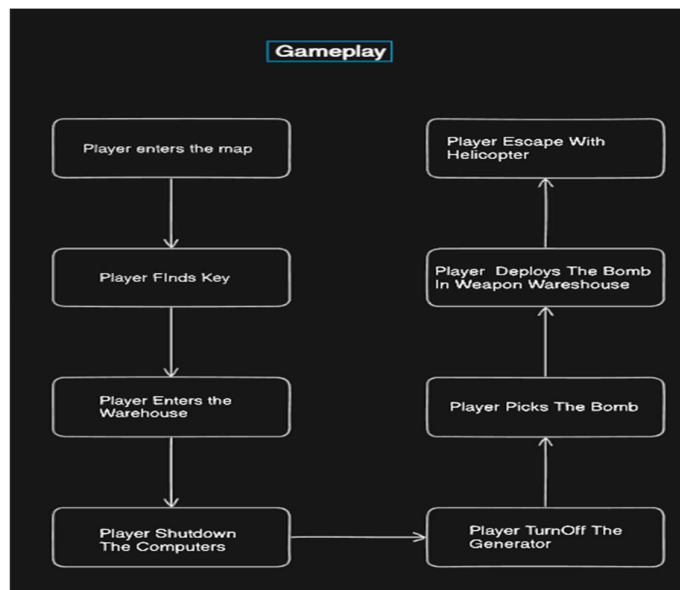 Gameplay
Player enters the map
Player FInds Key
Player Enters the
Warehouse
Player Shutdown
The Computers
Player TurnOff The
Generator
Player Picks The Bomb
Player Deploys The Bomb
In Weapon Wareshouse
Player Escape With
Helicopter